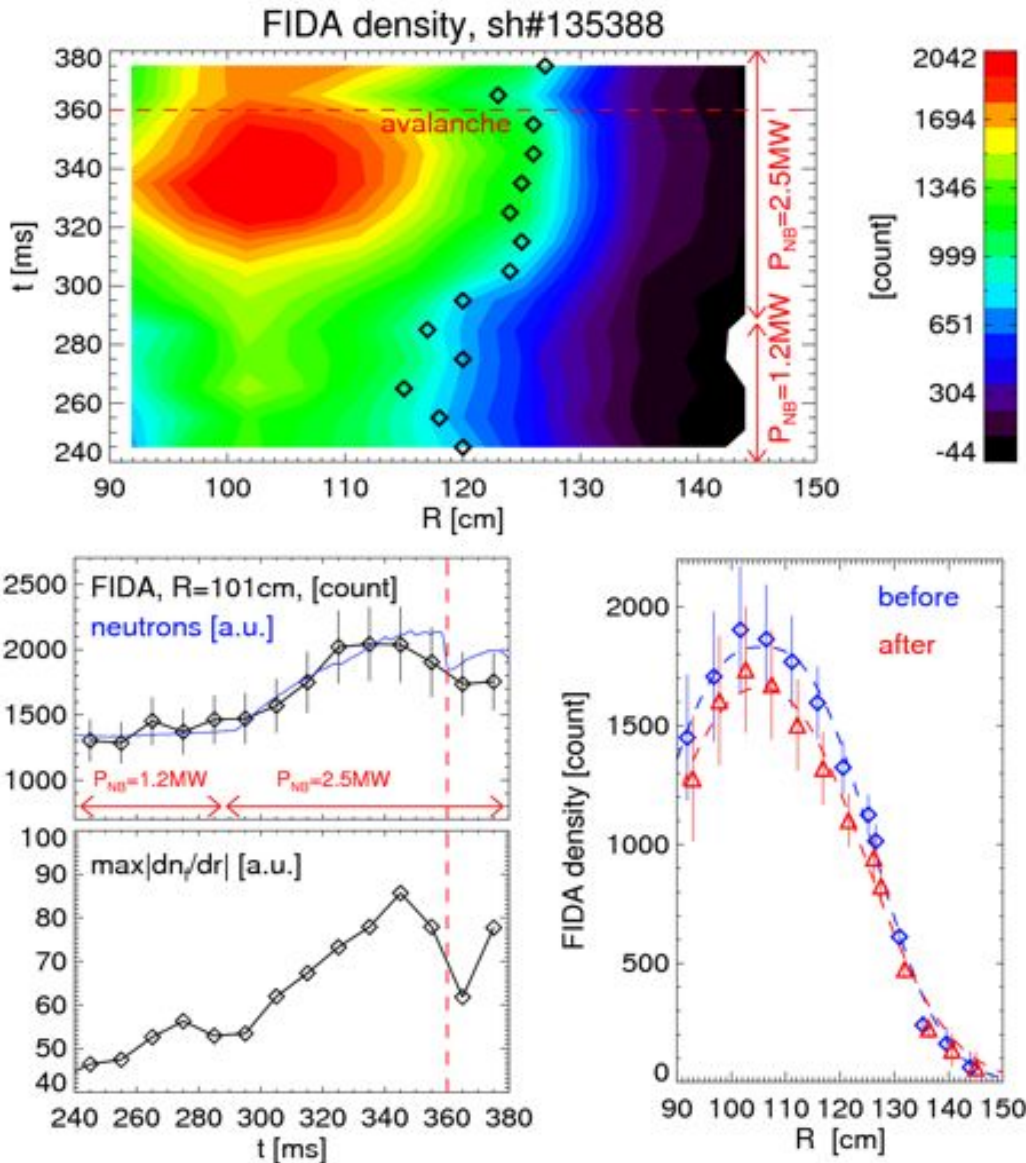 FIDA density, sh#135388
380
360
340
320
300
280
260
240
t [ms]
avalanche
P_NB=2.5MW
P_NB=1.2MW
90 100 110 120 130 140 150
R [cm]
2042
1694
1346
999
651
304
-44
[count]
2500
2000
1500
1000
FIDA, R=101cm, [count]
neutrons [a.u.]
P_NB=1.2MW P_NB=2.5MW
100
90
80
70
60
50
40
max|dn_f/dr| [a.u.]
240 260 280 300 320 340 360 380
t [ms]
2000
1500
1000
500
0
FIDA density [count]
before
after
90 100 110 120 130 140 150
R [cm]